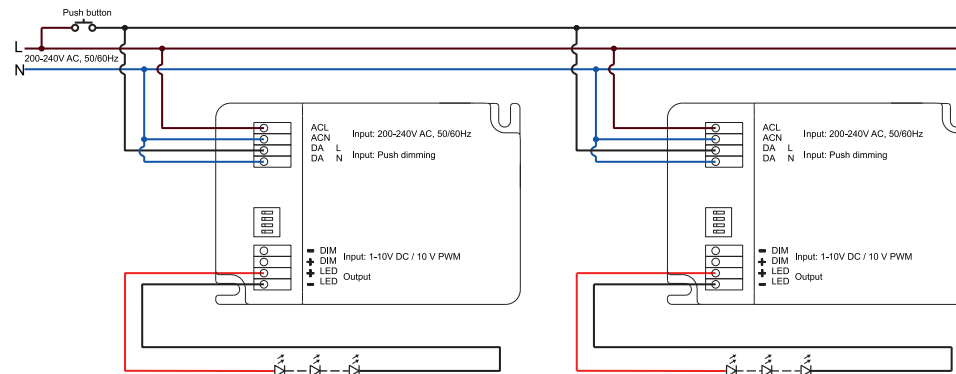 Push button
L
200-240V AC, 50/60Hz
N
ACL
ACN
DA L
DA N
Input: 200-240V AC, 50/60Hz
Input: Push dimming
- DIM
+ DIM
+ LED
- LED
Input: 1-10V DC / 10 V PWM
Output
ACL
ACN
DA L
DA N
Input: 200-240V AC, 50/60Hz
Input: Push dimming
- DIM
+ DIM
+ LED
- LED
Input: 1-10V DC / 10 V PWM
Output